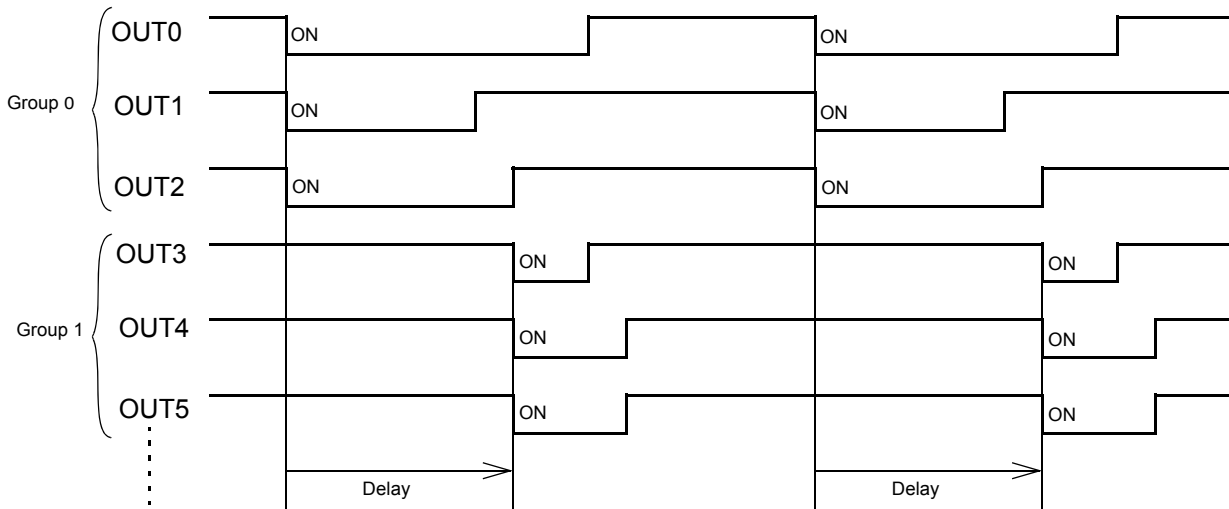 OUT0 ON ON
Group 0 OUT1 ON ON
OUT2 ON ON
OUT3 ON ON
Group 1 OUT4 ON ON
OUT5 ON ON
Delay Delay